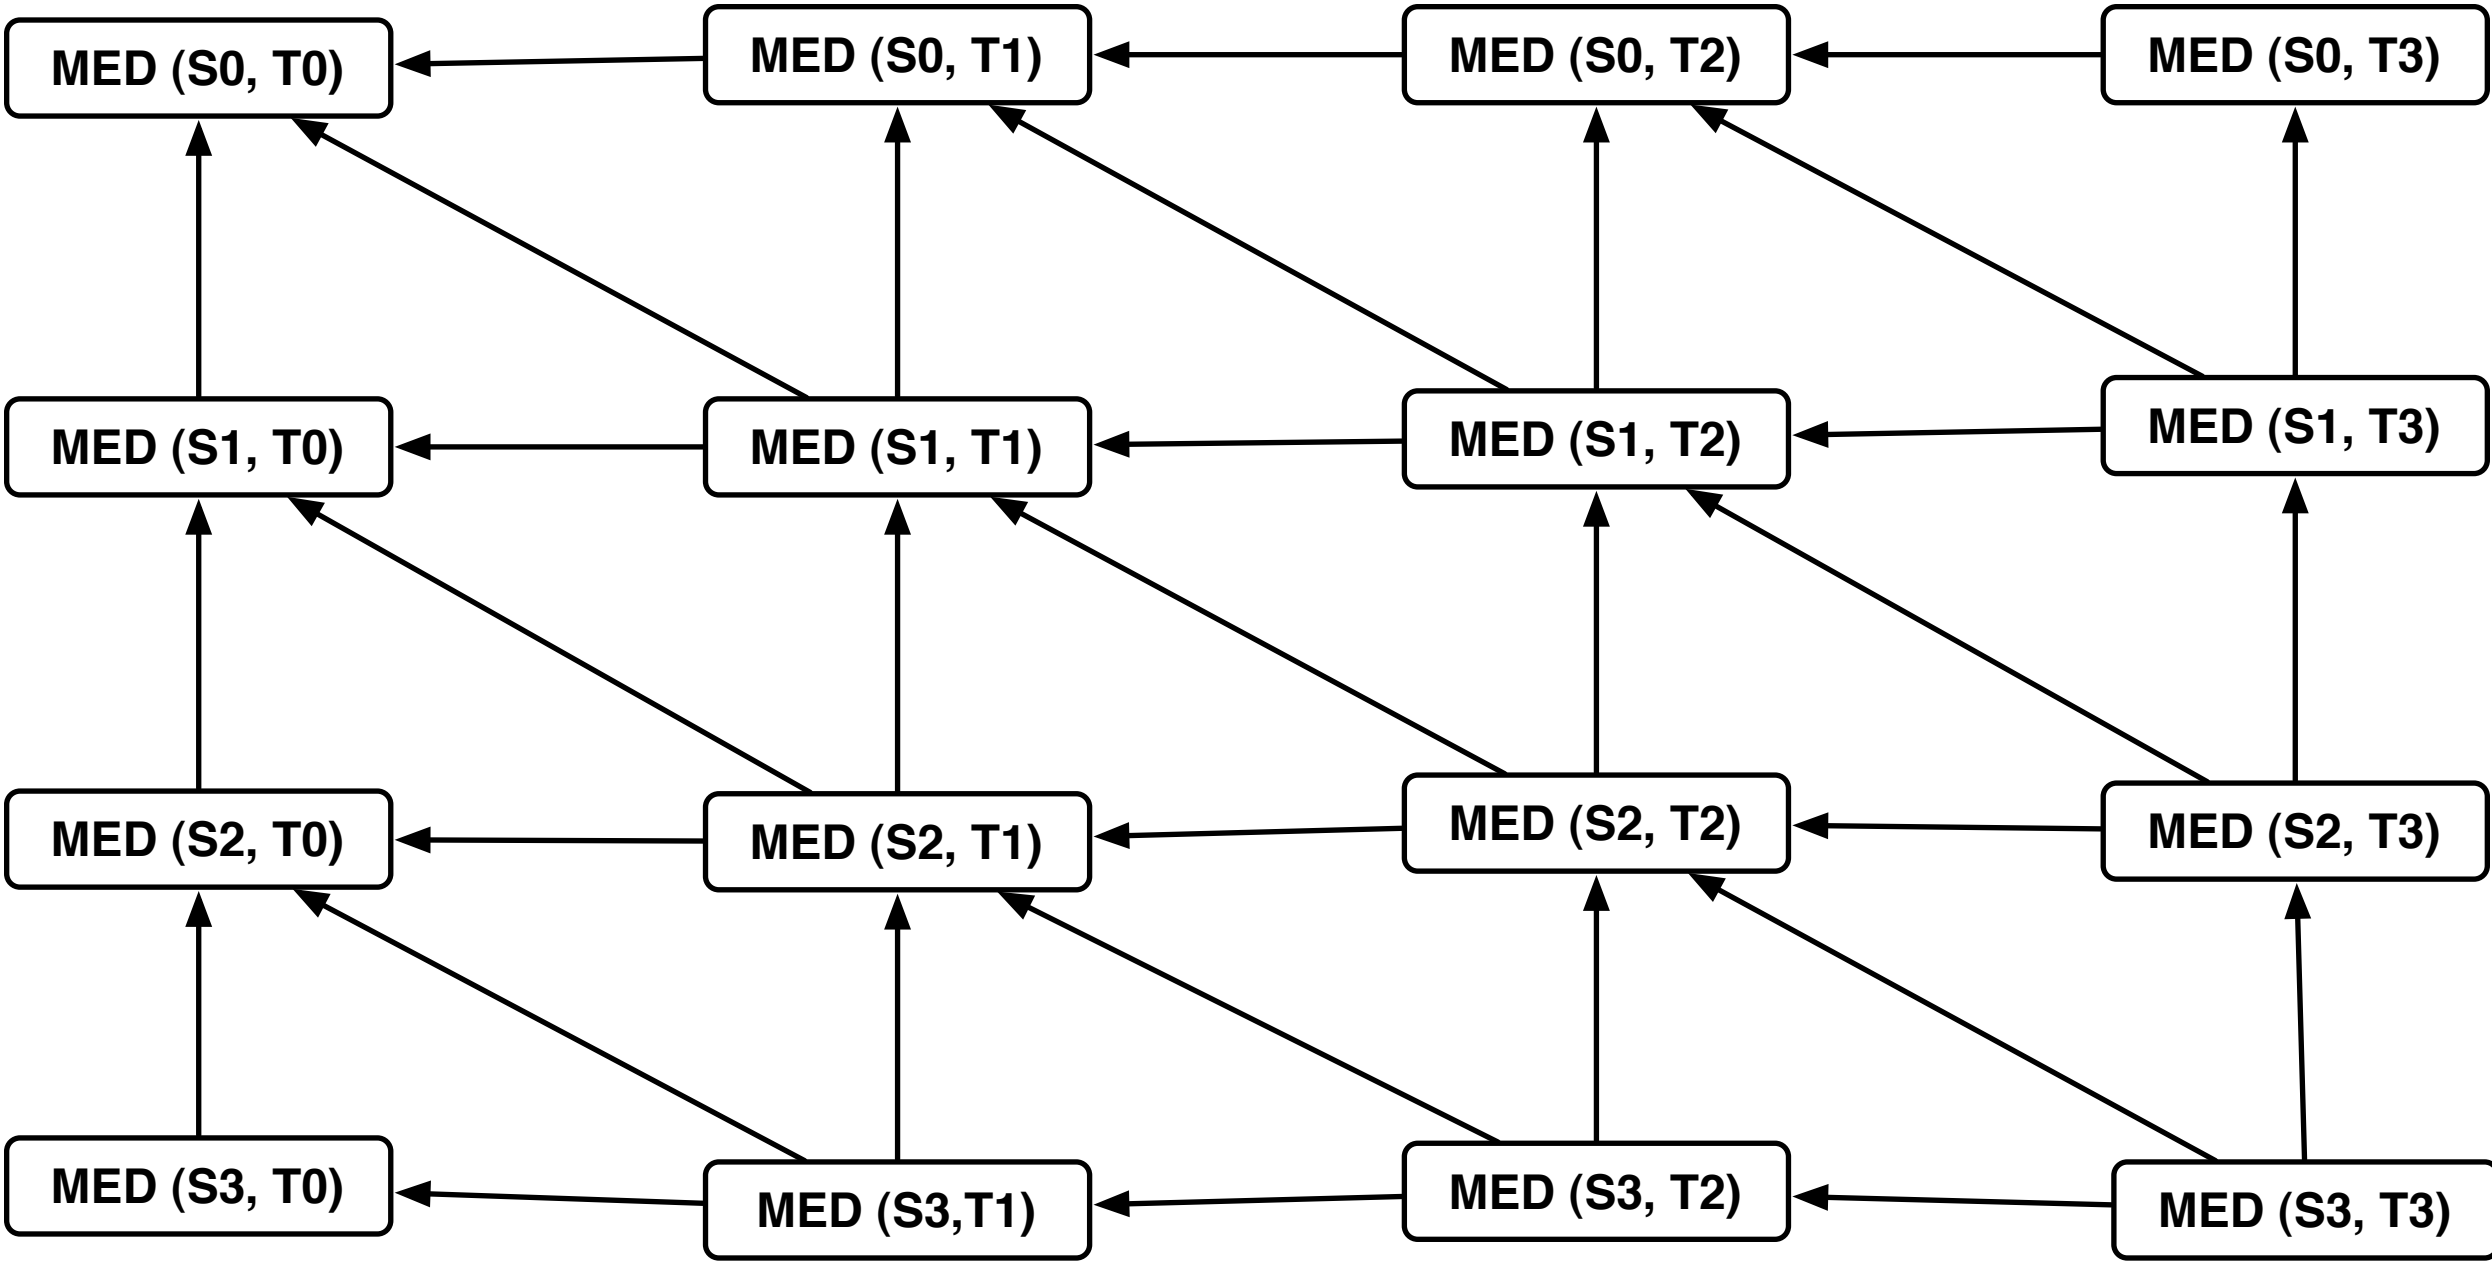 MED (S0, T0)
MED (S0, T1)
MED (S0, T2)
MED (S0, T3)
MED (S1, T0)
MED (S1, T1)
MED (S1, T2)
MED (S1, T3)
MED (S2, T0)
MED (S2, T1)
MED (S2, T2)
MED (S2, T3)
MED (S3, T0)
MED (S3,T1)
MED (S3, T2)
MED (S3, T3)